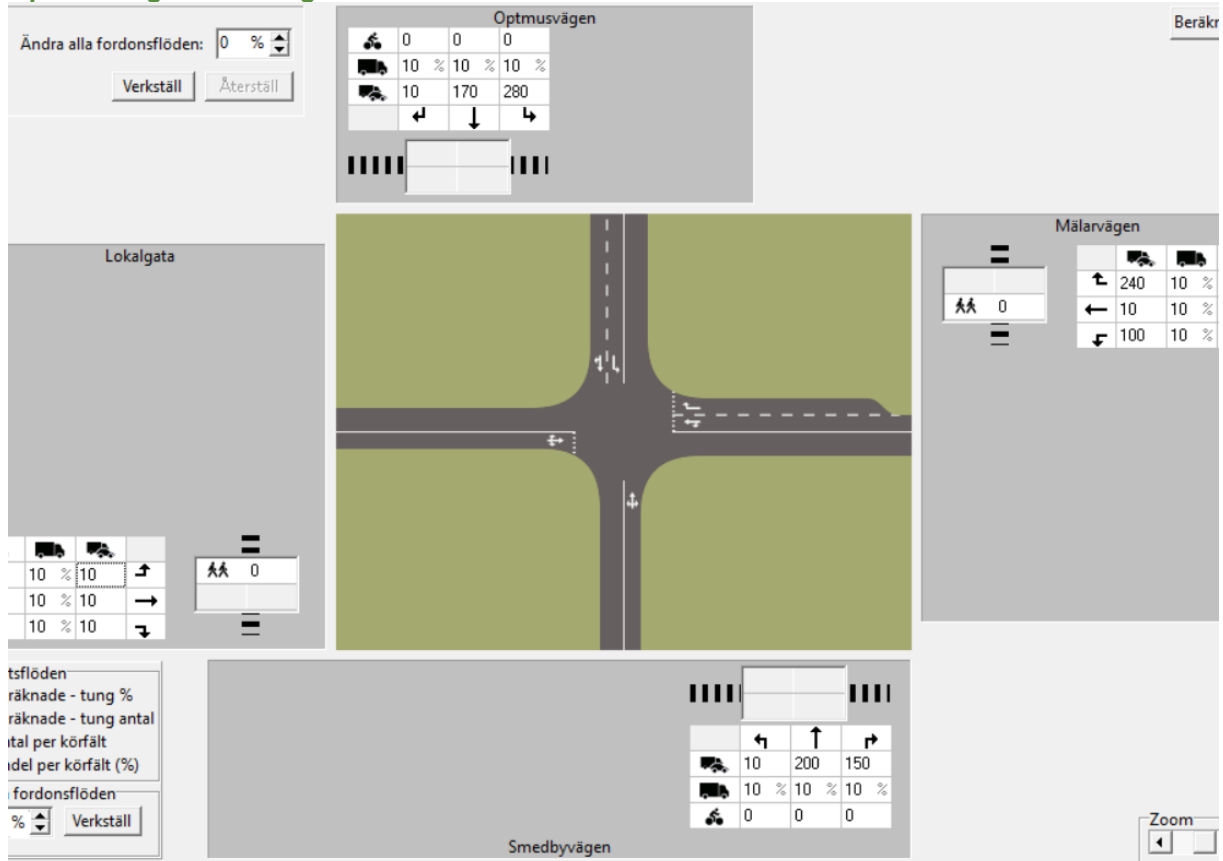 Optmusvägen
Ändra alla fordonsflöden: 0 %
Verkställ Återställ
0 0 0
10 % 10 % 10 %
10 170 280
Beräkn
Lokalgata
Mälarvägen
0
240 10 %
10 10 %
100 10 %
10 % 10
10 % 10
10 % 10
0
tsflöden
räknade - tung %
räknade - tung antal
ntal per körfält
ndel per körfält (%)
fordonsflöden
% Verkställ
10 200 150
10 % 10 % 10 %
0 0 0
Smedbyvägen
Zoom